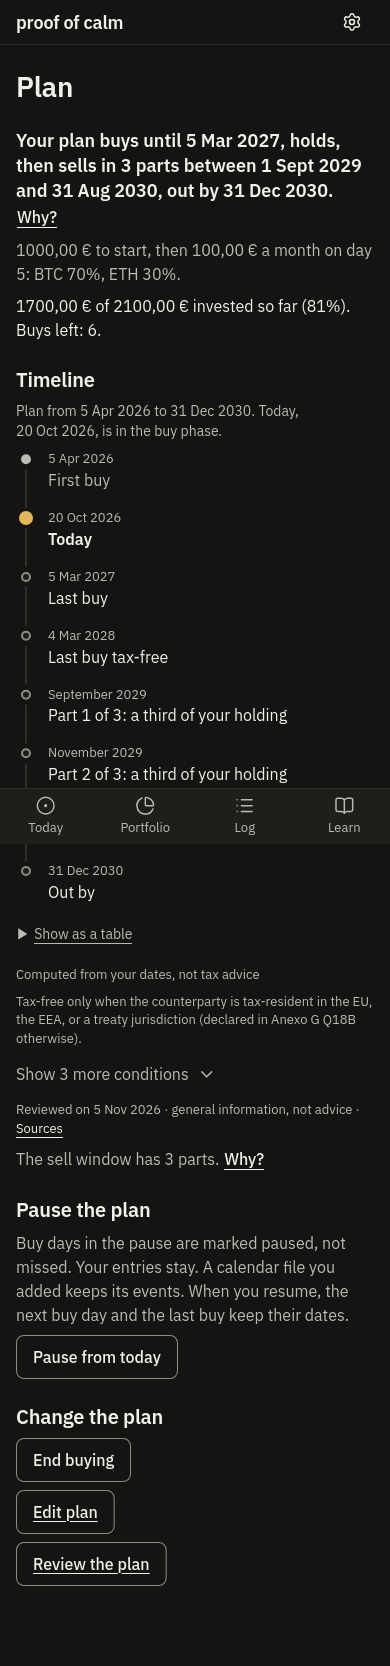 proof of calm
Plan
Your plan buys until 5 Mar 2027, holds,
then sells in 3 parts between 1 Sept 2029
and 31 Aug 2030, out by 31 Dec 2030.
Why?
1000,00 € to start, then 100,00 € a month on day
5: BTC 70%, ETH 30%.
1700,00 € of 2100,00 € invested so far (81%).
Buys left: 6.
Timeline
Plan from 5 Apr 2026 to 31 Dec 2030. Today,
20 Oct 2026, is in the buy phase.
5 Apr 2026
First buy
20 Oct 2026
Today
5 Mar 2027
Last buy
4 Mar 2028
Last buy tax-free
September 2029
Part 1 of 3: a third of your holding
November 2029
Part 2 of 3: a third of your holding
Today Portfolio Log Learn
31 Dec 2030
Out by
Show as a table
Computed from your dates, not tax advice
Tax-free only when the counterparty is tax-resident in the EU,
the EEA, or a treaty jurisdiction (declared in Anexo G Q18B
otherwise).
Show 3 more conditions
Reviewed on 5 Nov 2026 · general information, not advice ·
Sources
The sell window has 3 parts. Why?
Pause the plan
Buy days in the pause are marked paused, not
missed. Your entries stay. A calendar file you
added keeps its events. When you resume, the
next buy day and the last buy keep their dates.
Pause from today
Change the plan
End buying
Edit plan
Review the plan